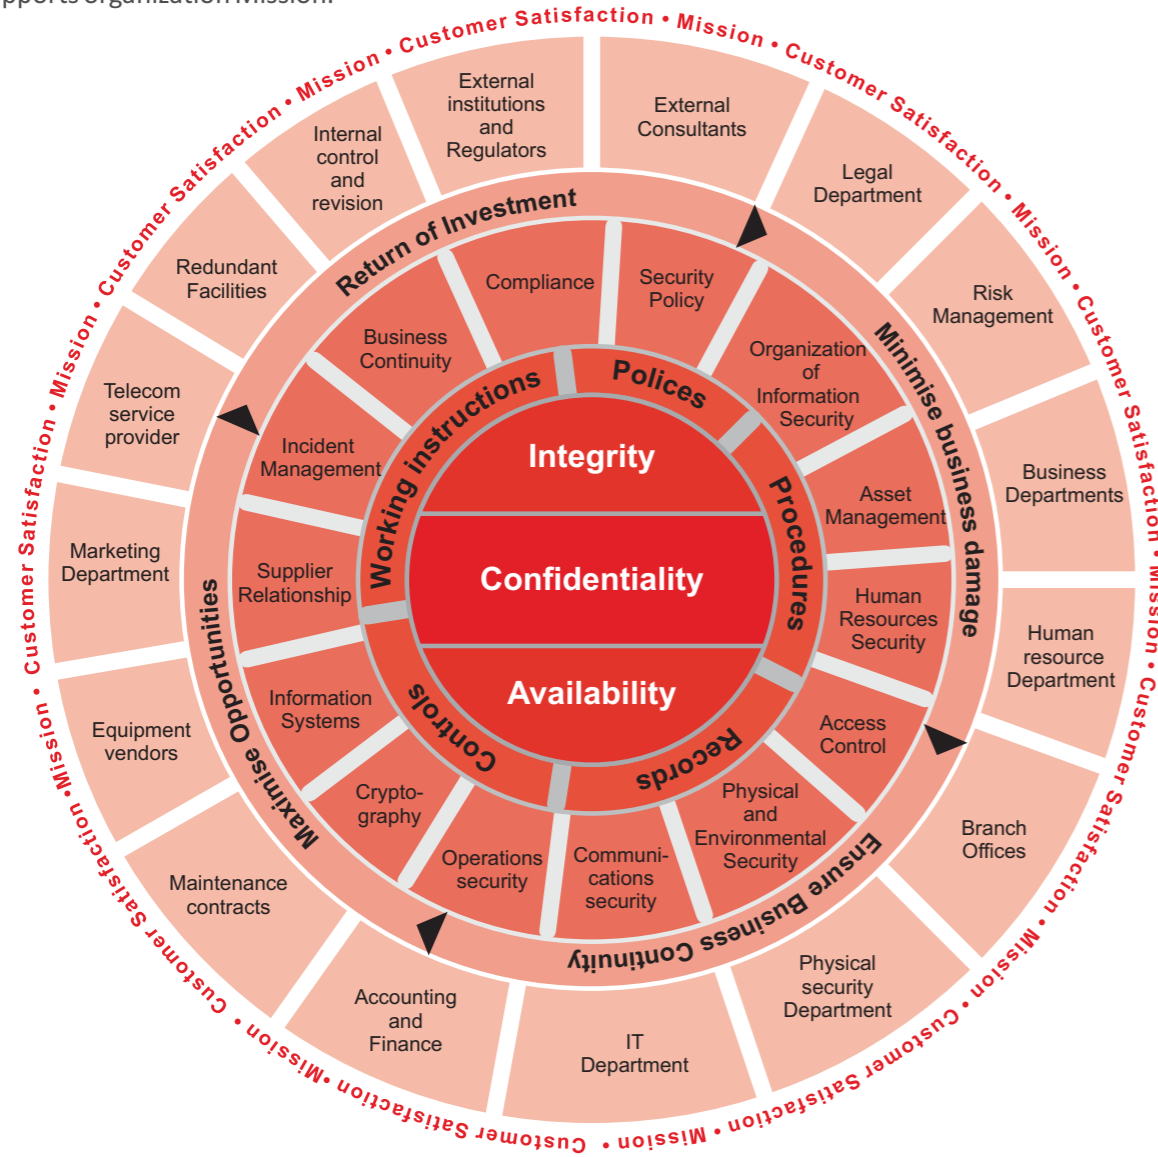 pports organization Mission.
Customer Satisfaction • Mission • Customer Satisfaction • Mission • Customer Satisfaction • Mission • Customer Satisfaction • Mission • Customer Satisfaction • Mission • Customer Satisfaction • Mission • Customer Satisfaction • Mission • Customer Satisfaction • Mission • Customer Satisfaction • Mission •
External
institutions
and
Regulators
External
Consultants
Legal
Department
Risk
Management
Business
Departments
Human
resource
Department
Branch
Offices
Physical
security
Department
IT
Department
Accounting
and
Finance
Maintenance
contracts
Equipment
vendors
Marketing
Department
Telecom
service
provider
Redundant
Facilities
Internal
control
and
revision
Return of Investment
Minimise business damage
Ensure Business Continuity
Maximise Opportunities
Compliance
Security
Policy
Organization
of
Information
Security
Asset
Management
Human
Resources
Security
Access
Control
Physical
and
Environmental
Security
Communi-
cations
security
Operations
security
Crypto-
graphy
Information
Systems
Supplier
Relationship
Incident
Management
Business
Continuity
Polices
Procedures
Records
Controls
Working instructions
Integrity
Confidentiality
Availability